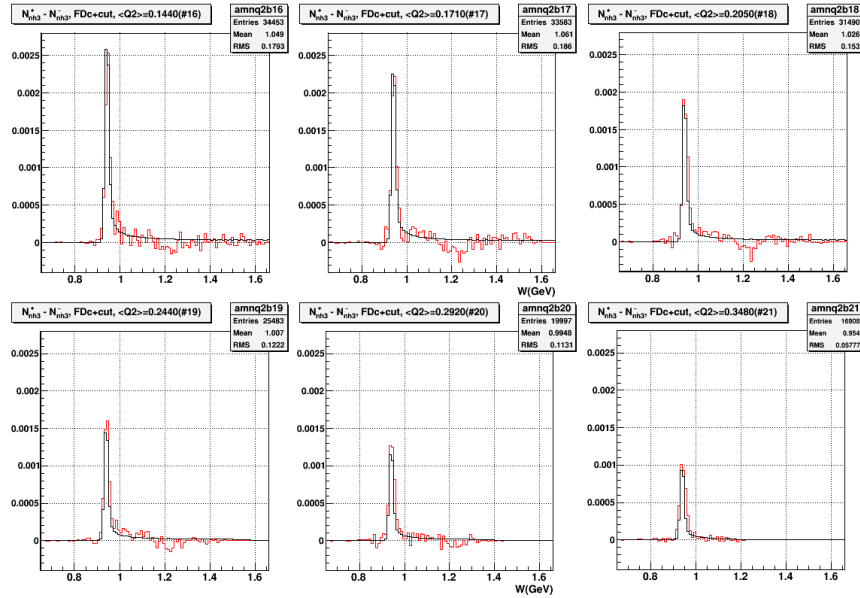 N⁺nh3 - N⁻nh3, FDc+cut, <Q2>=0.1440(#16)
amnq2b16
Entries 34453
Mean 1.049
RMS 0.1793
0.0025
0.002
0.0015
0.001
0.0005
0
0.8 1 1.2 1.4 1.6
N⁺nh3 - N⁻nh3, FDc+cut, <Q2>=0.1710(#17)
amnq2b17
Entries 33583
Mean 1.061
RMS 0.186
0.0025
0.002
0.0015
0.001
0.0005
0
0.8 1 1.2 1.4 1.6
W(GeV)
N⁺nh3 - N⁻nh3, FDc+cut, <Q2>=0.2050(#18)
amnq2b18
Entries 31490
Mean 1.026
RMS 0.153
0.0025
0.002
0.0015
0.001
0.0005
0
0.8 1 1.2 1.4 1.6
N⁺nh3 - N⁻nh3, FDc+cut, <Q2>=0.2440(#19)
amnq2b19
Entries 25483
Mean 1.007
RMS 0.1222
0.0025
0.002
0.0015
0.001
0.0005
0
0.8 1 1.2 1.4 1.6
N⁺nh3 - N⁻nh3, FDc+cut, <Q2>=0.2920(#20)
amnq2b20
Entries 19997
Mean 0.9948
RMS 0.1131
0.0025
0.002
0.0015
0.001
0.0005
0
0.8 1 1.2 1.4 1.6
W(GeV)
N⁺nh3 - N⁻nh3, FDc+cut, <Q2>=0.3480(#21)
amnq2b21
Entries 16908
Mean 0.954
RMS 0.05777
0.0025
0.002
0.0015
0.001
0.0005
0
0.8 1 1.2 1.4 1.6